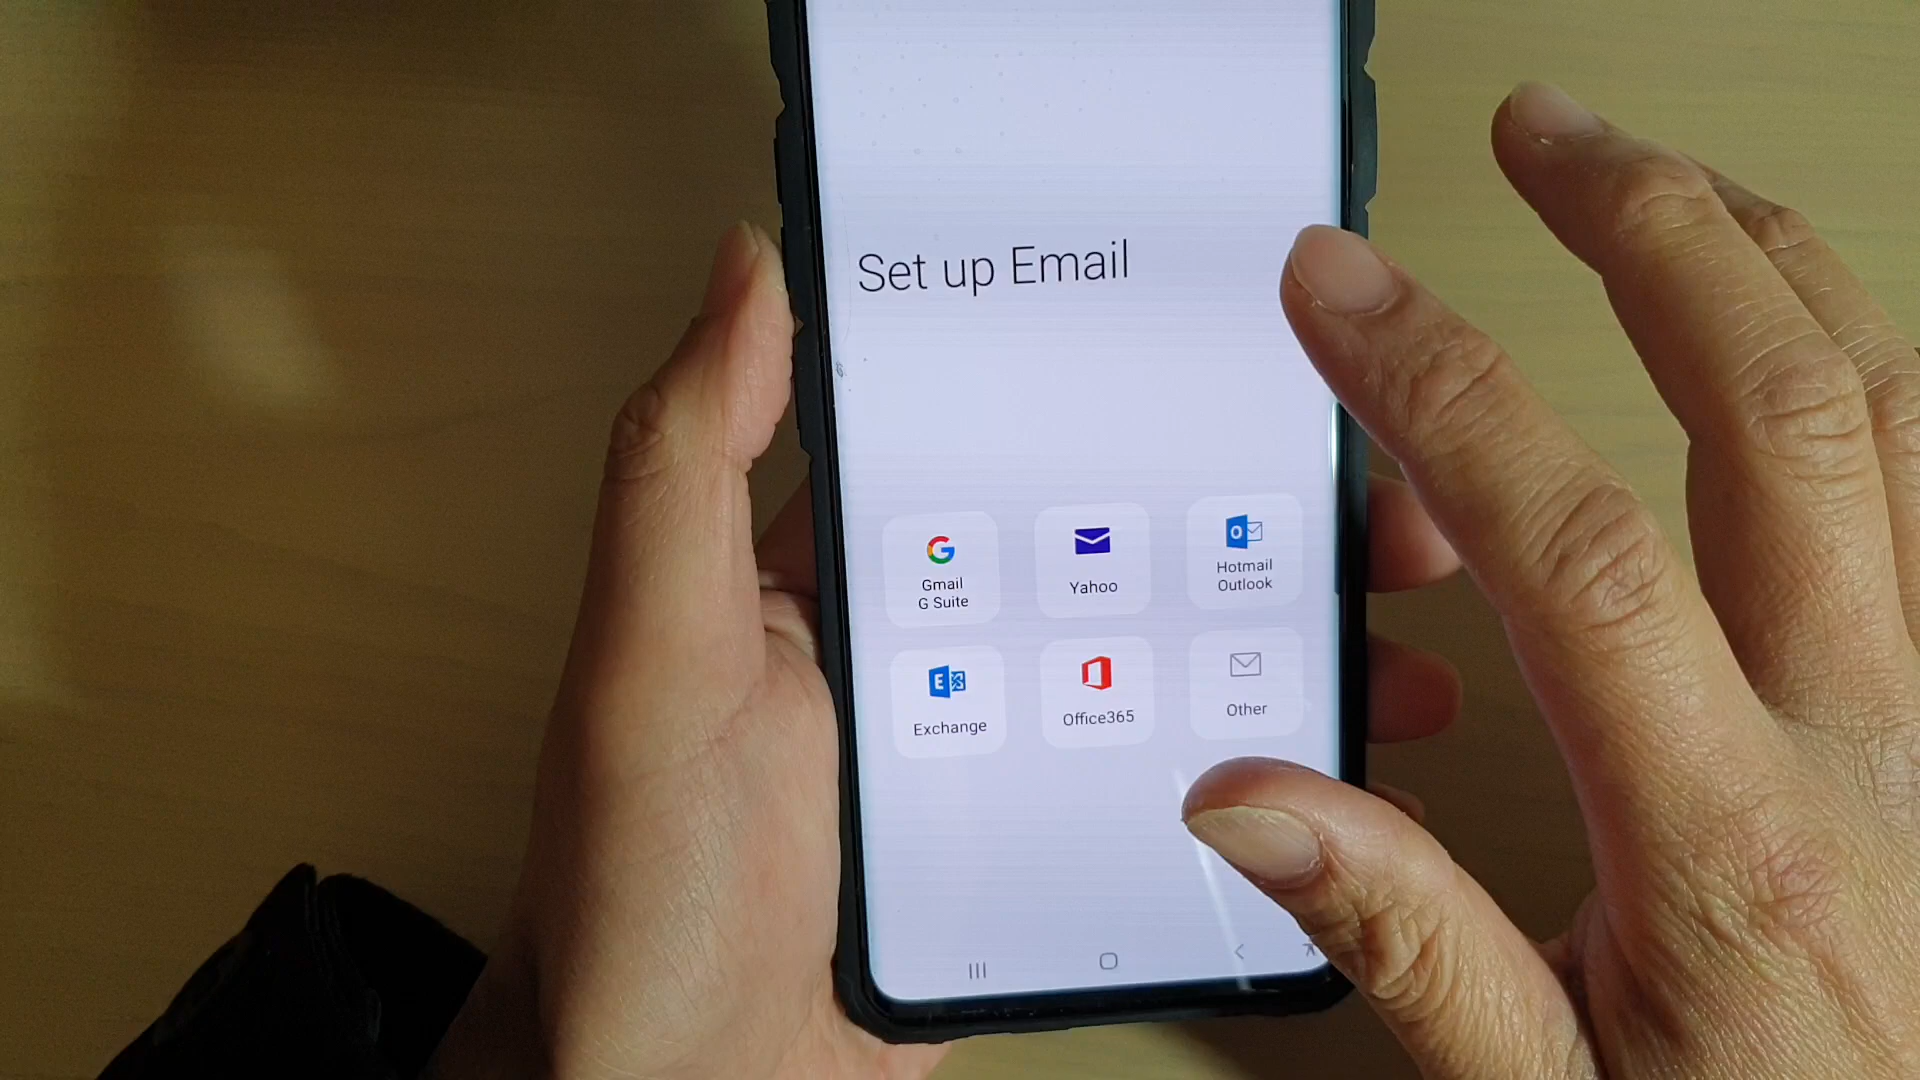 Set up Email
Gmail
G Suite
Yahoo
Hotmail
Outlook
Exchange
Office365
Other